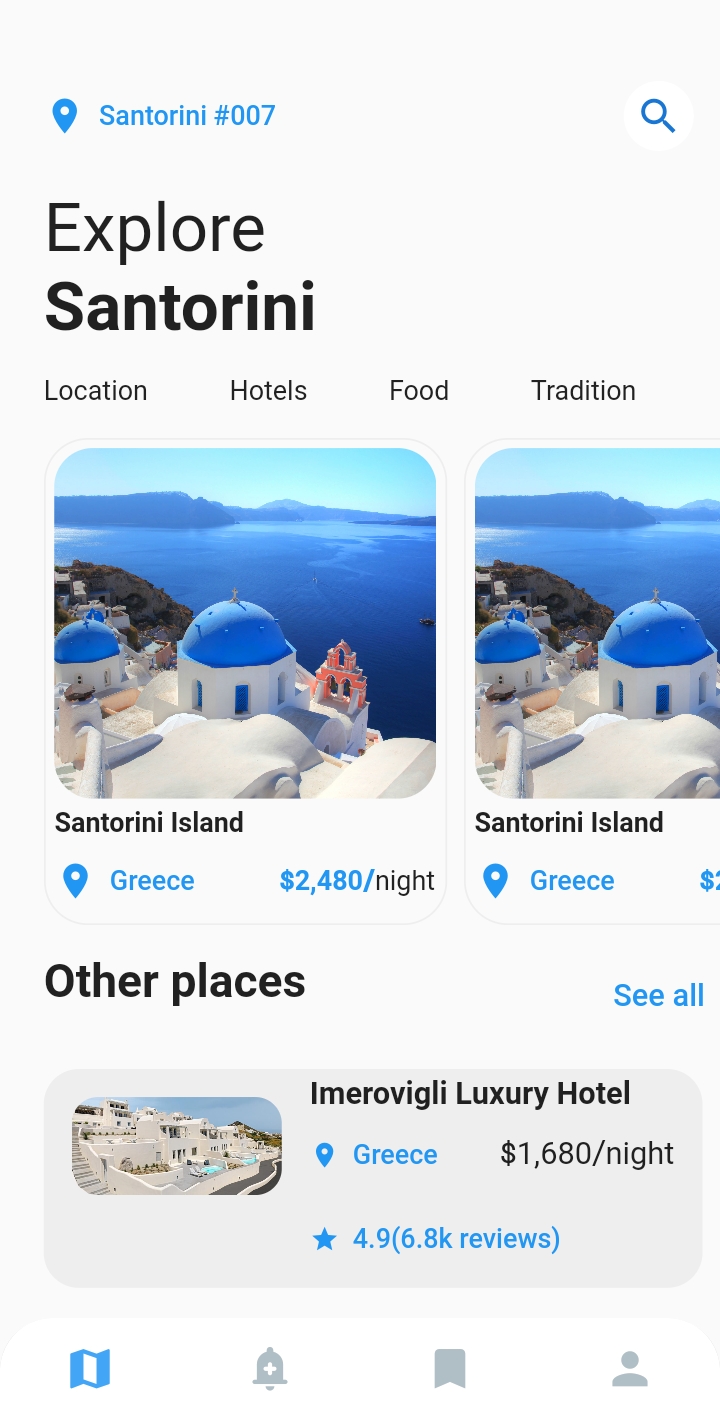 Santorini #007
Explore
Santorini
Location Hotels Food Tradition
Santorini Island Santorini Island
Greece $2,480/night Greece $2
Other places
See all
Imerovigli Luxury Hotel
Greece $1,680/night
4.9(6.8k reviews)